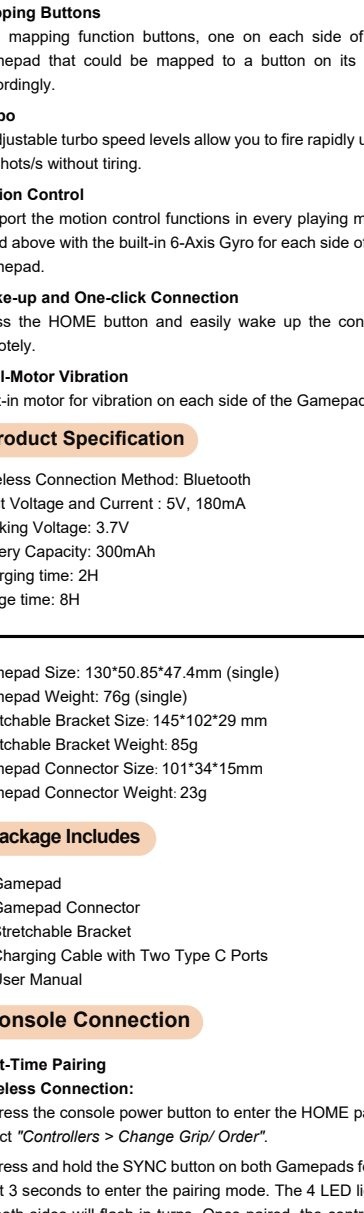 pping Buttons
mapping function buttons, one on each side of
mepad that could be mapped to a button on its
ordingly.
bo
djustable turbo speed levels allow you to fire rapidly u
hots/s without tiring.
ion Control
port the motion control functions in every playing m
d above with the built-in 6-Axis Gyro for each side of
mepad.
ke-up and One-click Connection
ss the HOME button and easily wake up the con
otely.
l-Motor Vibration
t-in motor for vibration on each side of the Gamepad
roduct Specification
eless Connection Method: Bluetooth
t Voltage and Current : 5V, 180mA
king Voltage: 3.7V
ery Capacity: 300mAh
rging time: 2H
ge time: 8H
mepad Size: 130*50.85*47.4mm (single)
mepad Weight: 76g (single)
etchable Bracket Size: 145*102*29 mm
etchable Bracket Weight: 85g
mepad Connector Size: 101*34*15mm
mepad Connector Weight: 23g
ackage Includes
Gamepad
Gamepad Connector
Stretchable Bracket
Charging Cable with Two Type C Ports
User Manual
onsole Connection
t-Time Pairing
eless Connection:
ress the console power button to enter the HOME pa
ct "Controllers > Change Grip/ Order".
ress and hold the SYNC button on both Gamepads fo
t 3 seconds to enter the pairing mode. The 4 LED li
oth sides will flash in turns. Once paired, the cont